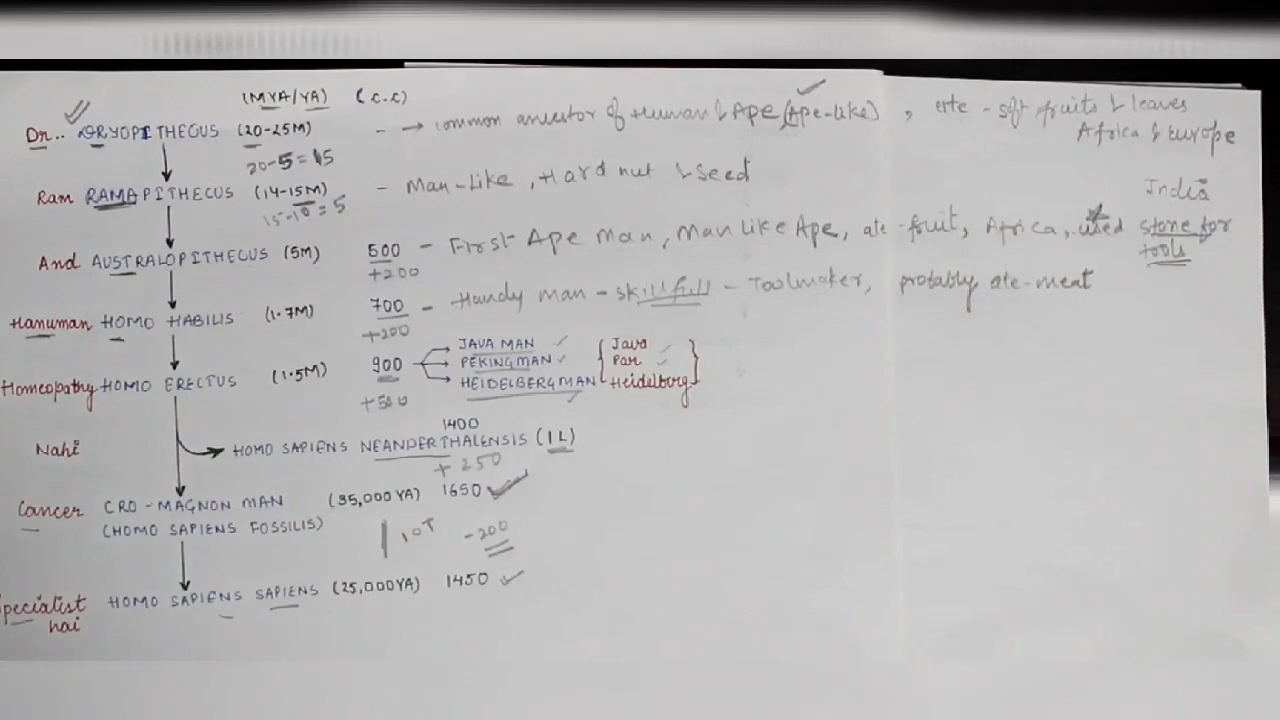 (MYA/YA) (C.C)
Dr.. DRYOPITHECUS (20-25M) - → common ancestor of Human & APE, (Ape-like) , ate - soft fruits & leaves
Africa & Europe
20-5=15
Ram RAMAPITHECUS (14-15M) - Man-Like, Hard nut & Seed
India
15-10=5
And AUSTRALOPITHECUS (5M) 500 - First Ape Man, Man Like Ape, ate-fruit, Africa, used stone for
tools
+200
Hanuman HOMO HABILIS (1.7M) 700 - Handy man - skillfull - Toolmaker, probably ate-meat
+200
JAVA MAN Java
Homeopathy HOMO ERECTUS (1.5M) 900 PEKING MAN Par
HEIDELBERG MAN Heidelberg
+500
1400
Nahi HOMO SAPIENS NEANDERTHALENSIS (1L)
+250
Cancer CRO-MAGNON MAN (35,000YA) 1650
(HOMO SAPIENS FOSSILIS) 10T -200
Specialist HOMO SAPIENS SAPIENS (25,000YA) 1450
hai